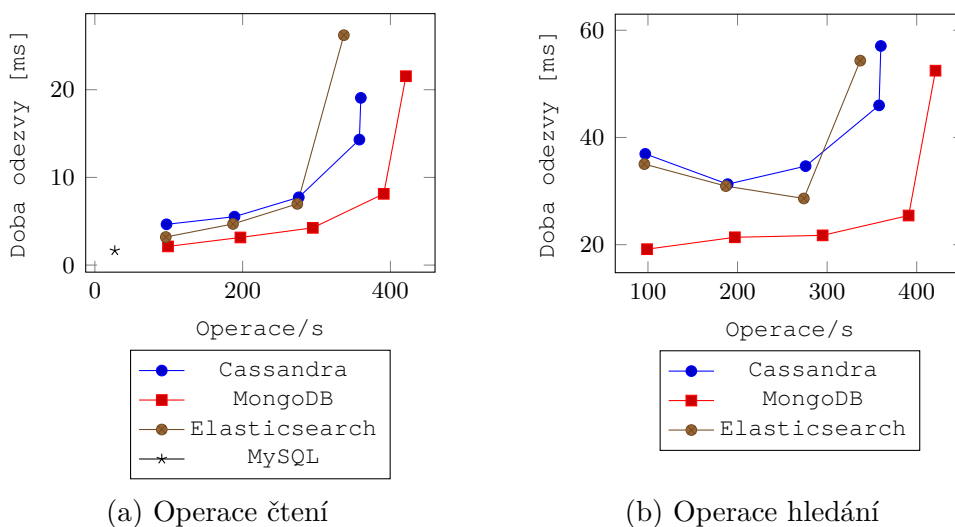 Doba odezvy [ms]
20
10
0
0
200
400
Operace/s
Cassandra
MongoDB
Elasticsearch
MySQL
(a) Operace čtení
Doba odezvy [ms]
60
40
20
100
200
300
400
Operace/s
Cassandra
MongoDB
Elasticsearch
(b) Operace hledání